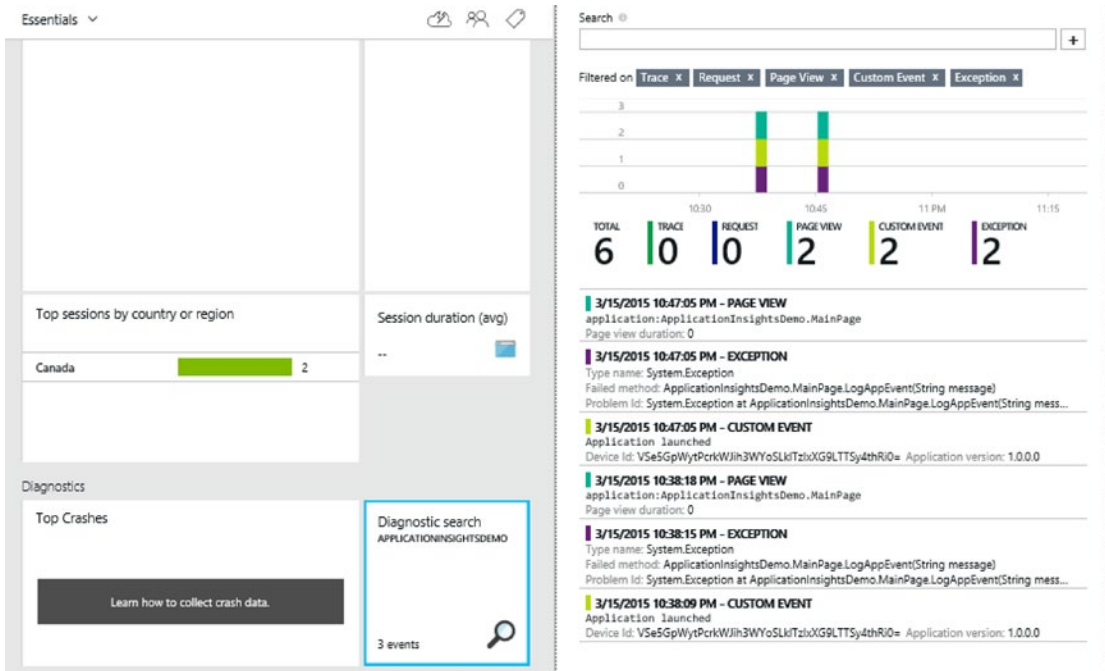 Essentials
Top sessions by country or region
Session duration (avg)
--
Canada 2
Diagnostics
Top Crashes
Learn how to collect crash data.
Diagnostic search
APPLICATIONINSIGHTSDEMO
3 events
Search
+
Filtered on Trace x Request x Page View x Custom Event x Exception x
3
2
1
0
10:30 10:45 11 PM 11:15
TOTAL TRACE REQUEST PAGE VIEW CUSTOM EVENT EXCEPTION
6 0 0 2 2 2
3/15/2015 10:47:05 PM – PAGE VIEW
application:ApplicationInsightsDemo.MainPage
Page view duration: 0
3/15/2015 10:47:05 PM – EXCEPTION
Type name: System.Exception
Failed method: ApplicationInsightsDemo.MainPage.LogAppEvent(String message)
Problem Id: System.Exception at ApplicationInsightsDemo.MainPage.LogAppEvent(String mess...
3/15/2015 10:47:05 PM – CUSTOM EVENT
Application launched
Device Id: Application version: 1.0.0.0
3/15/2015 10:38:18 PM – PAGE VIEW
application:ApplicationInsightsDemo.MainPage
Page view duration: 0
3/15/2015 10:38:15 PM – EXCEPTION
Type name: System.Exception
Failed method: ApplicationInsightsDemo.MainPage.LogAppEvent(String message)
Problem Id: System.Exception at ApplicationInsightsDemo.MainPage.LogAppEvent(String mess...
3/15/2015 10:38:09 PM – CUSTOM EVENT
Application launched
Device Id: Application version: 1.0.0.0